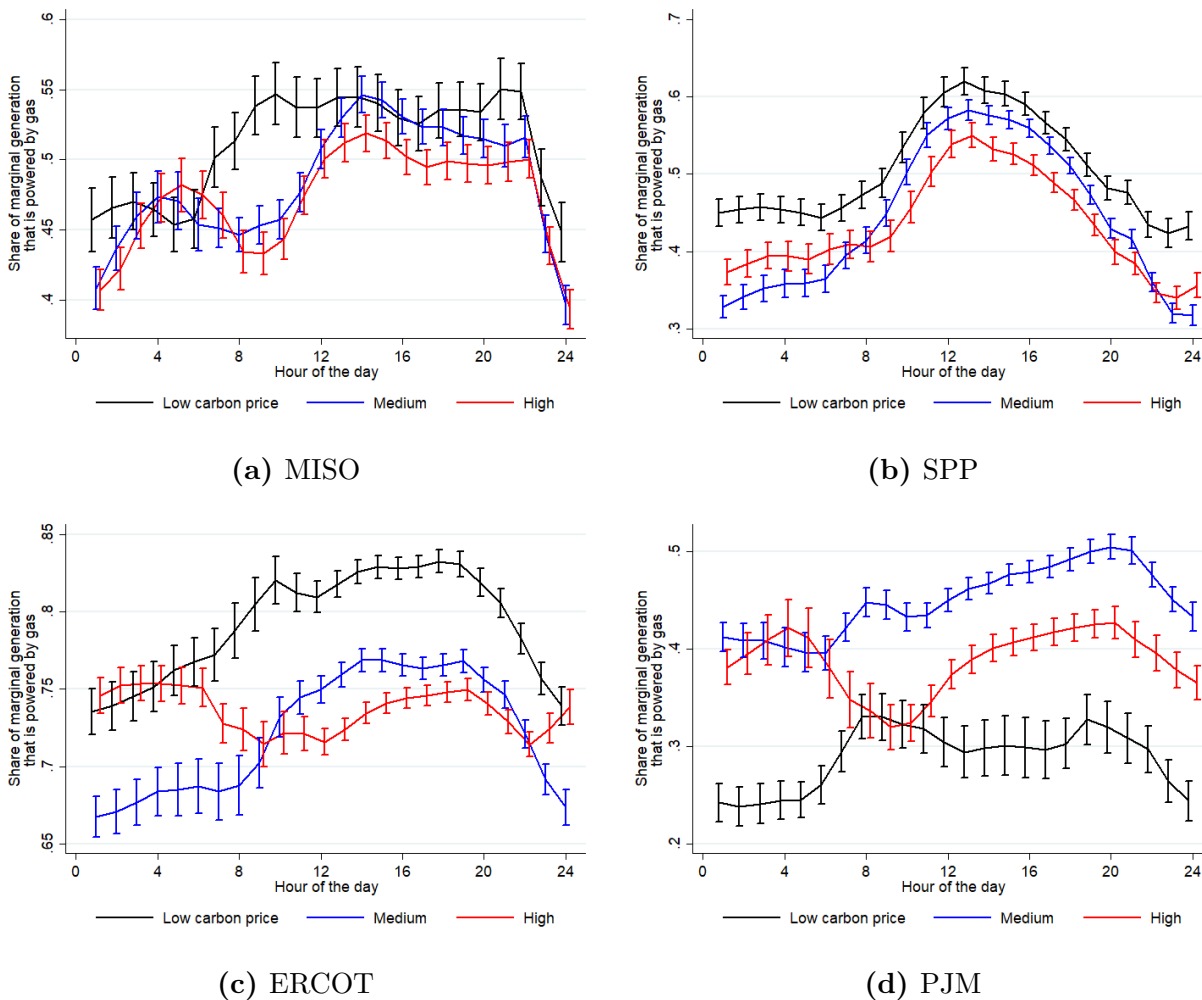 Share of marginal generation
that is powered by gas
.6
.55
.5
.45
.4
0 4 8 12 16 20 24
Hour of the day
Low carbon price Medium High
(a) MISO
Share of marginal generation
that is powered by gas
.7
.6
.5
.4
.3
0 4 8 12 16 20 24
Hour of the day
Low carbon price Medium High
(b) SPP
Share of marginal generation
that is powered by gas
.85
.8
.75
.7
.65
0 4 8 12 16 20 24
Hour of the day
Low carbon price Medium High
(c) ERCOT
Share of marginal generation
that is powered by gas
.5
.4
.3
.2
0 4 8 12 16 20 24
Hour of the day
Low carbon price Medium High
(d) PJM